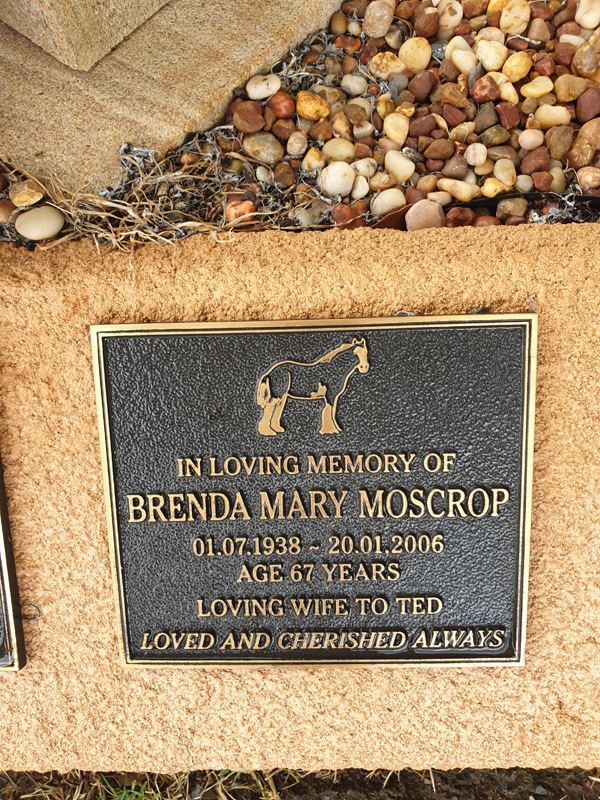 IN LOVING MEMORY OF
BRENDA MARY MOSCROP
01.07.1938 ~ 20.01.2006
AGE 67 YEARS
LOVING WIFE TO TED
LOVED AND CHERISHED ALWAYS